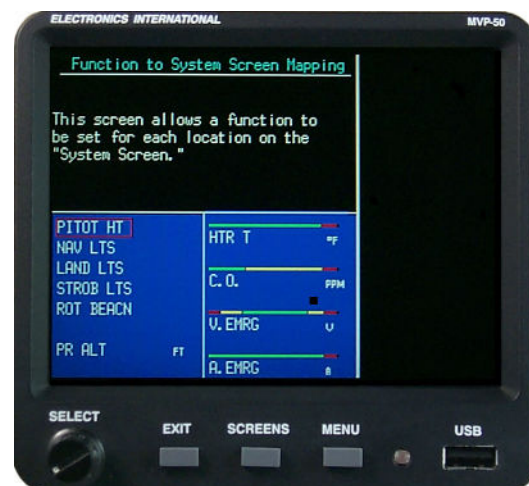 ELECTRONICS INTERNATIONAL
MVP-50
Function to System Screen Mapping
This screen allows a function to
be set for each location on the
"System Screen."
PITOT HT
NAV LTS
LAND LTS
STROB LTS
ROT BEACN
PR ALT FT
HTR T °F
C.O. PPM
V.EMRG V
A.EMRG A
SELECT
EXIT
SCREENS
MENU
USB